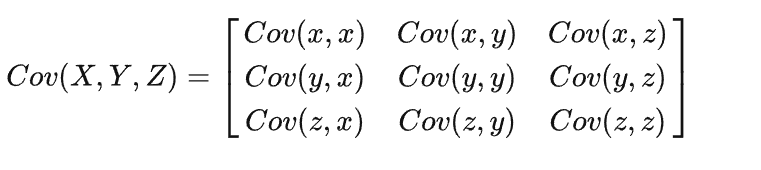 Cov(x, x) Cov(x, y) Cov(x, z)
Cov(X, Y, Z) = Cov(y, x) Cov(y, y) Cov(y, z)
Cov(z, x) Cov(z, y) Cov(z, z)